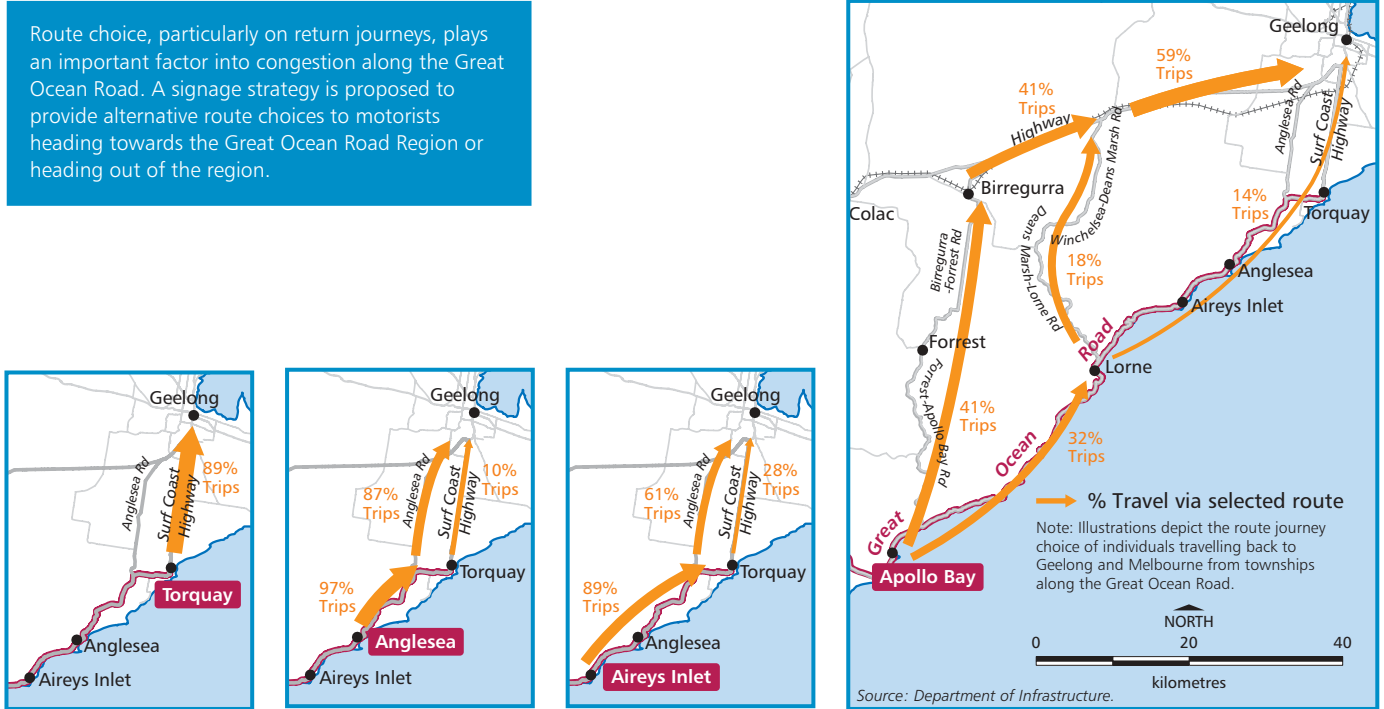 Route choice, particularly on return journeys, plays
an important factor into congestion along the Great
Ocean Road. A signage strategy is proposed to
provide alternative route choices to motorists
heading towards the Great Ocean Road Region or
heading out of the region.
Geelong
89%
Trips
Anglesea Rd
Surf Coast
Highway
Torquay
Anglesea
Aireys Inlet
Geelong
87%
Trips
10%
Trips
Anglesea Rd
Surf Coast
Highway
Torquay
97%
Trips
Anglesea
Aireys Inlet
Geelong
61%
Trips
28%
Trips
Anglesea Rd
Surf Coast
Highway
Torquay
89%
Trips
Anglesea
Aireys Inlet
Geelong
59%
Trips
41%
Trips
Highway
Anglesea Rd
Surf Coast
Highway
Winchelsea-Deans Marsh Rd
Birregurra
Colac
14%
Trips
Torquay
Birregurra
-Forrest Rd
Deans Marsh-Lorne Rd
18%
Trips
Anglesea
Aireys Inlet
Forrest
Forrest-Apollo Bay Rd
Lorne
41%
Trips
32%
Trips
Great Ocean Road
Apollo Bay
% Travel via selected route
Note: Illustrations depict the route journey
choice of individuals travelling back to
Geelong and Melbourne from townships
along the Great Ocean Road.
NORTH
0 20 40
kilometres
Source: Department of Infrastructure.